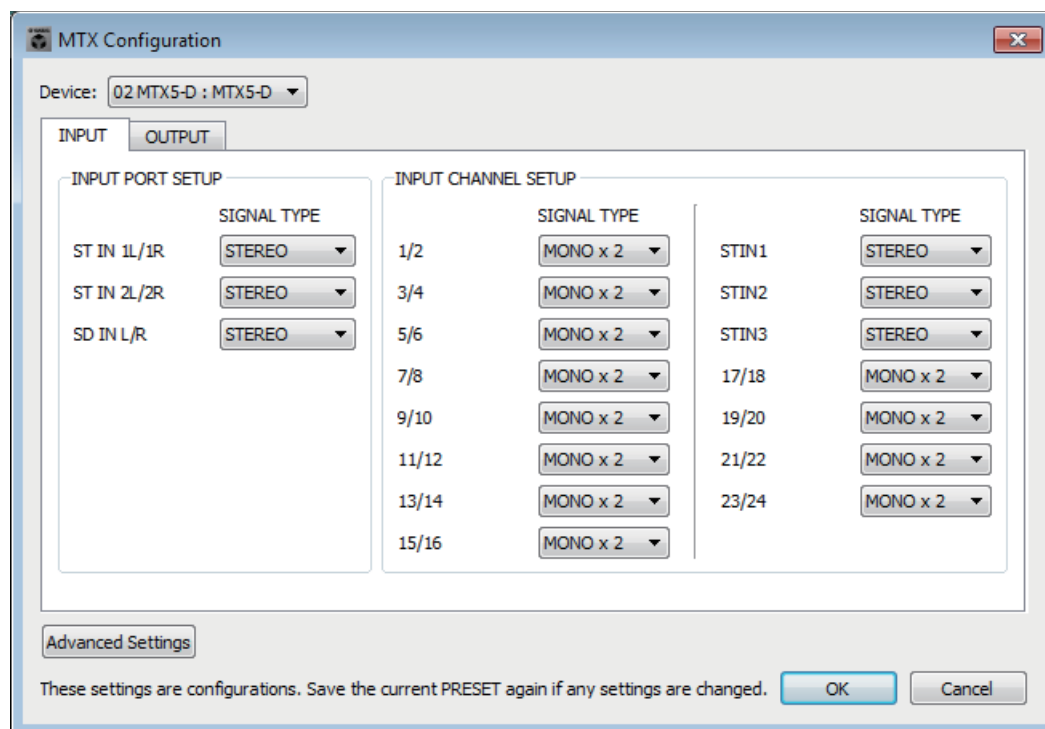 MTX Configuration
Device: 02 MTX5-D : MTX5-D
INPUT OUTPUT
INPUT PORT SETUP
SIGNAL TYPE
ST IN 1L/1R STEREO
ST IN 2L/2R STEREO
SD IN L/R STEREO
INPUT CHANNEL SETUP
SIGNAL TYPE
1/2 MONO x 2
3/4 MONO x 2
5/6 MONO x 2
7/8 MONO x 2
9/10 MONO x 2
11/12 MONO x 2
13/14 MONO x 2
15/16 MONO x 2
SIGNAL TYPE
STIN1 STEREO
STIN2 STEREO
STIN3 STEREO
17/18 MONO x 2
19/20 MONO x 2
21/22 MONO x 2
23/24 MONO x 2
Advanced Settings
These settings are configurations. Save the current PRESET again if any settings are changed. OK Cancel